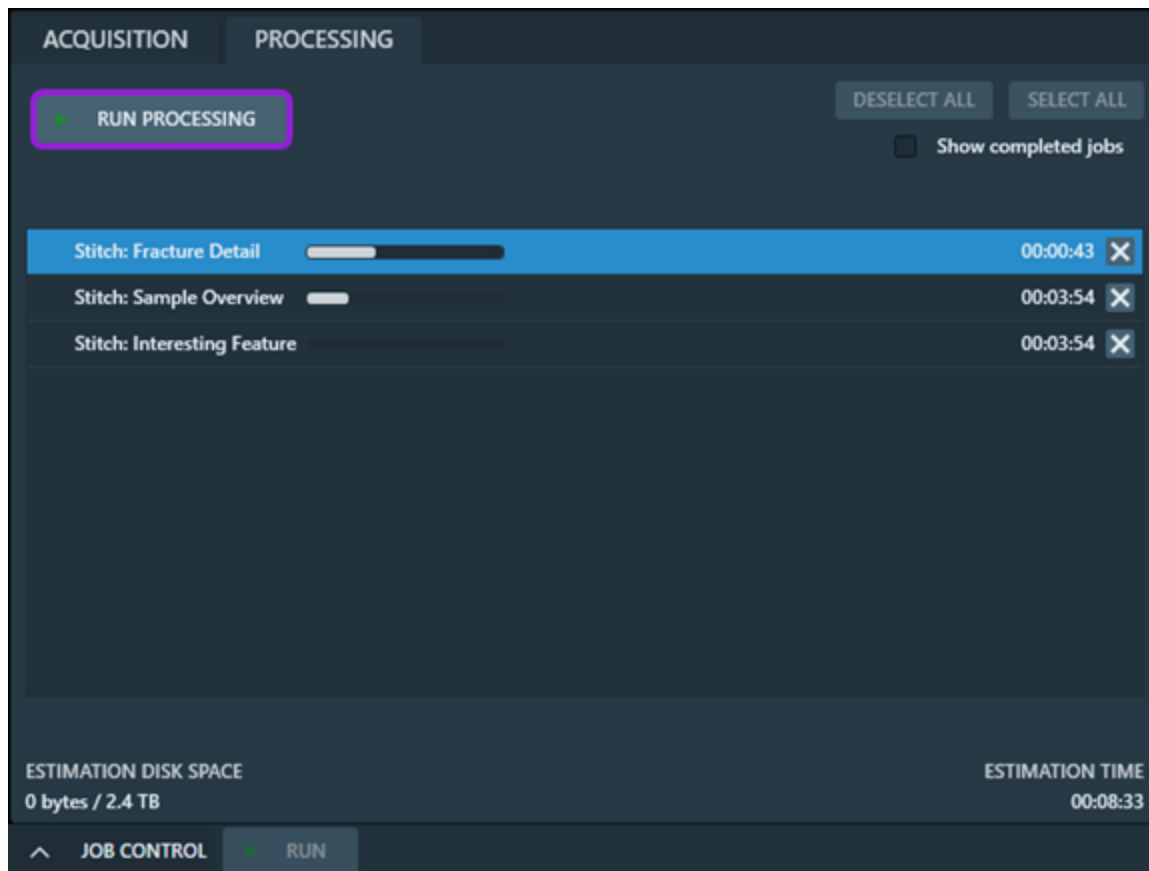 ACQUISITION PROCESSING
RUN PROCESSING DESELECT ALL SELECT ALL
Show completed jobs
Stitch: Fracture Detail 00:00:43
Stitch: Sample Overview 00:03:54
Stitch: Interesting Feature 00:03:54
ESTIMATION DISK SPACE ESTIMATION TIME
0 bytes / 2.4 TB 00:08:33
JOB CONTROL RUN